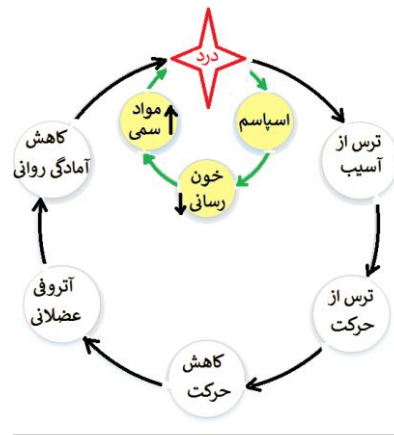 درد
اسپاسم
خون
رسانی
مواد
سمی
ترس از
آسیب
ترس از
حرکت
کاهش
حرکت
آتروفی
عضلانی
کاهش
آمادگی روانی